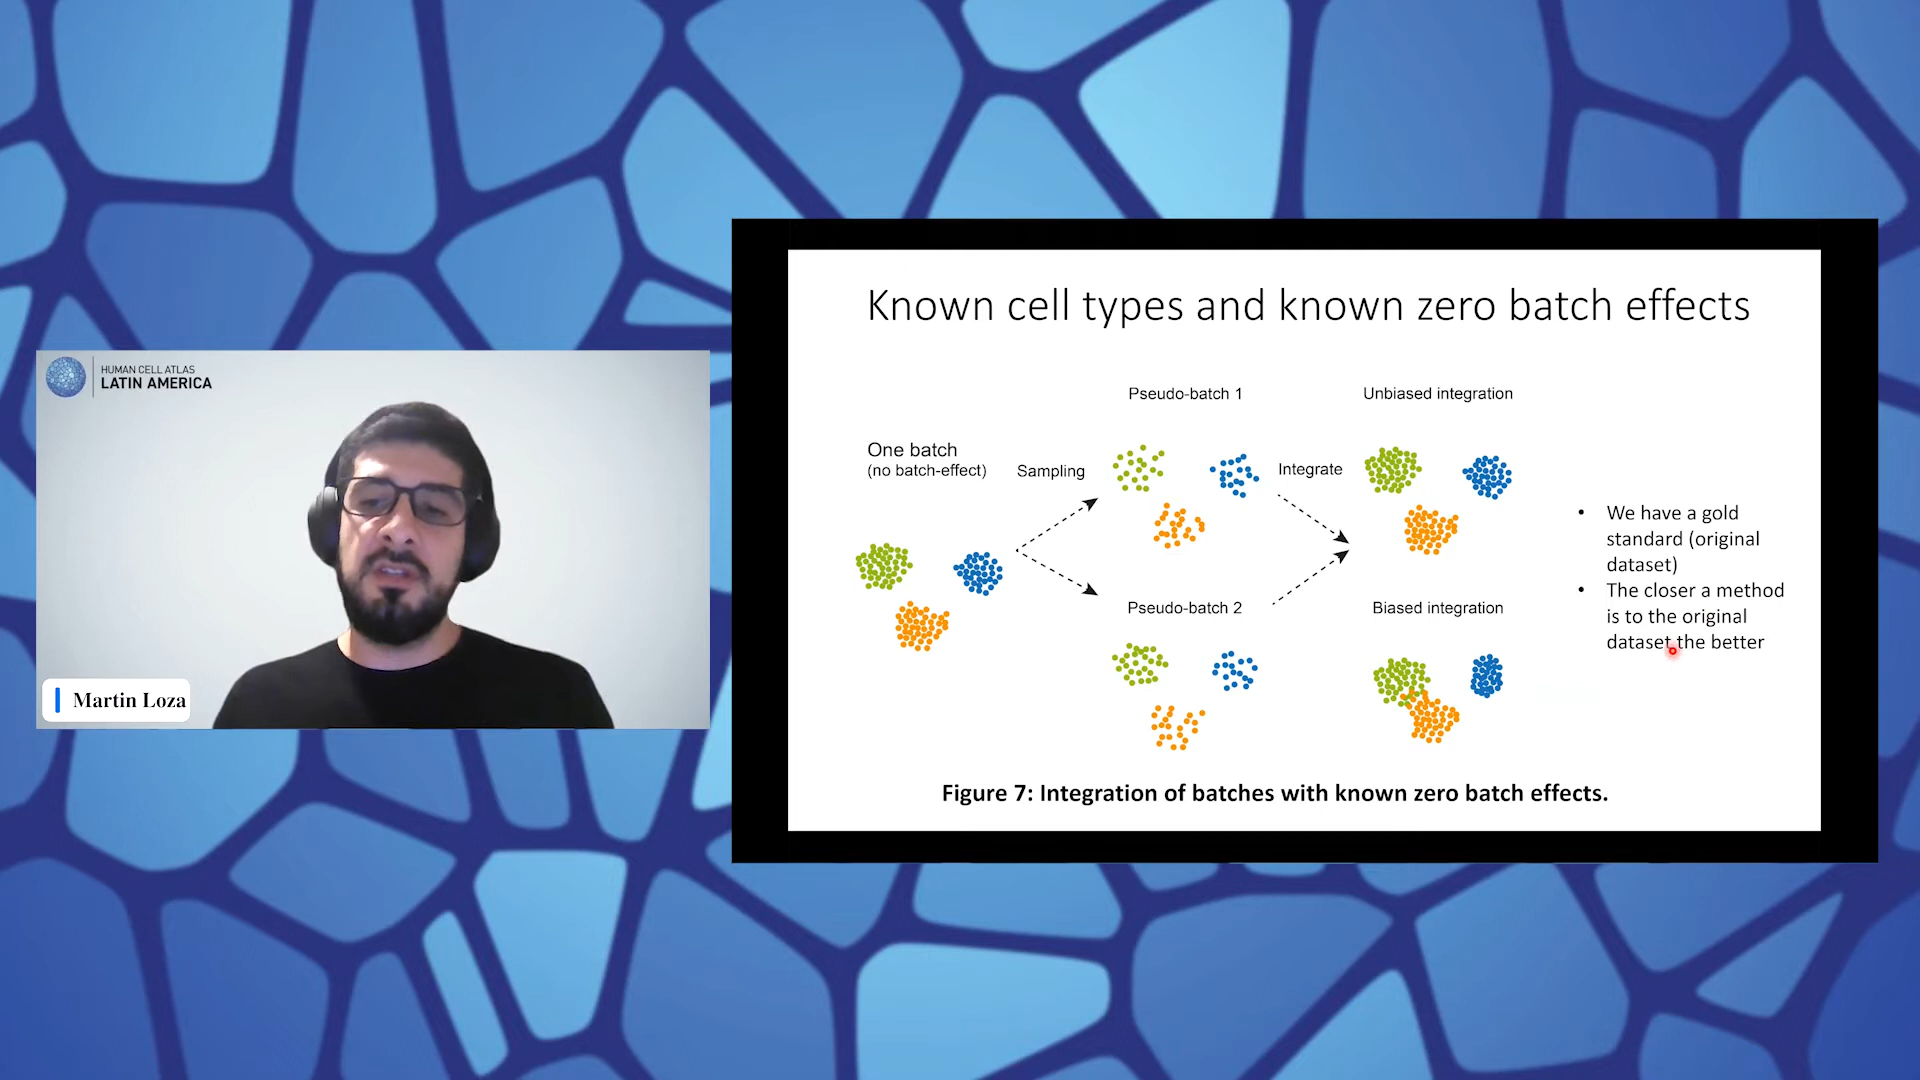 HUMAN CELL ATLAS
LATIN AMERICA
Martin Loza
Known cell types and known zero batch effects
One batch
(no batch-effect)
Sampling
Pseudo-batch 1
Pseudo-batch 2
Integrate
Unbiased integration
Biased integration
• We have a gold
standard (original
dataset)
• The closer a method
is to the original
dataset the better
Figure 7: Integration of batches with known zero batch effects.